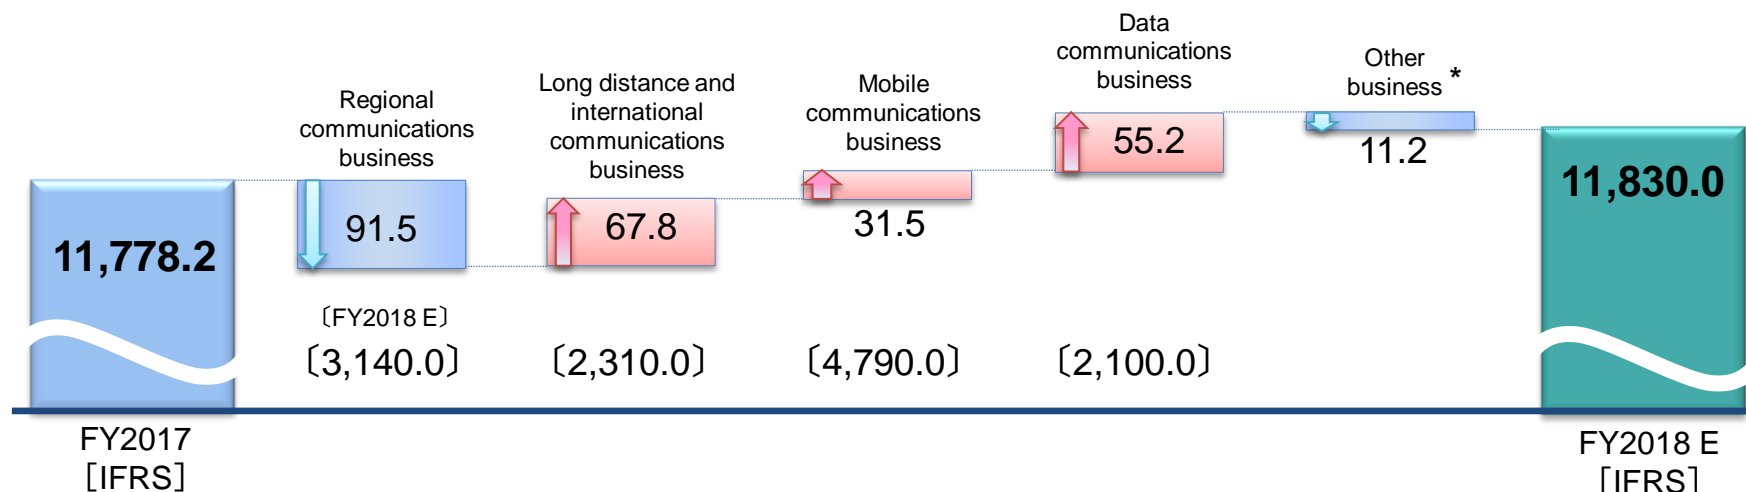 Data
communications
business
Other
business *
Long distance and
international
communications
business
Mobile
communications
business
Regional
communications
business
55.2
11.2
11,830.0
67.8
31.5
91.5
11,778.2
〔FY2018 E〕
〔3,140.0〕
〔2,310.0〕
〔4,790.0〕
〔2,100.0〕
FY2017
［IFRS］
FY2018 E
［IFRS］